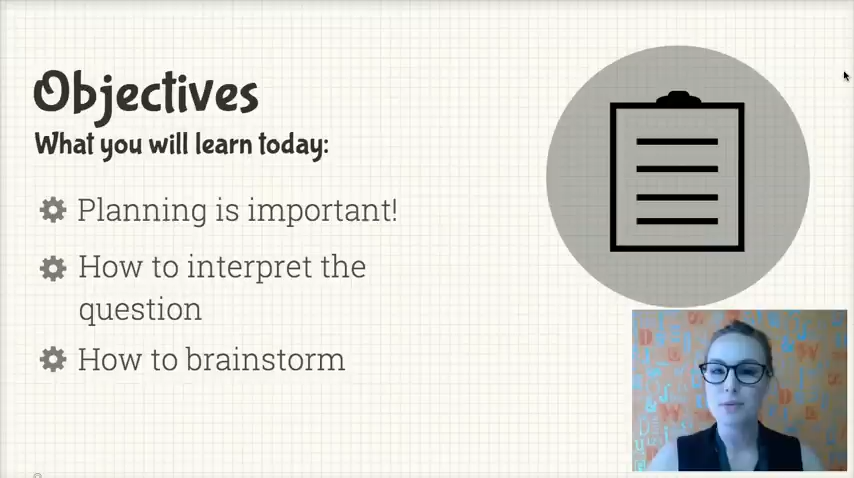 Objectives
What you will learn today:
Planning is important!
How to interpret the
question
How to brainstorm